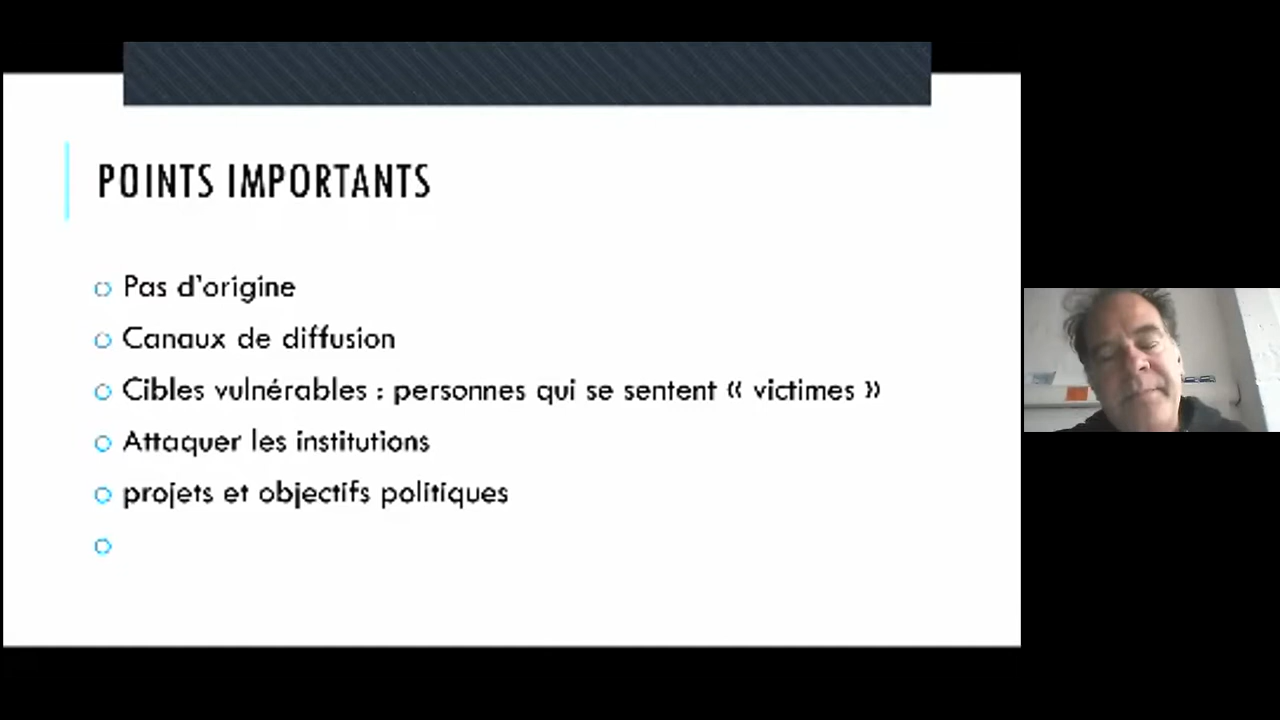 POINTS IMPORTANTS
Pas d'origine
Canaux de diffusion
Cibles vulnérables : personnes qui se sentent « victimes »
Attaquer les institutions
projets et objectifs politiques